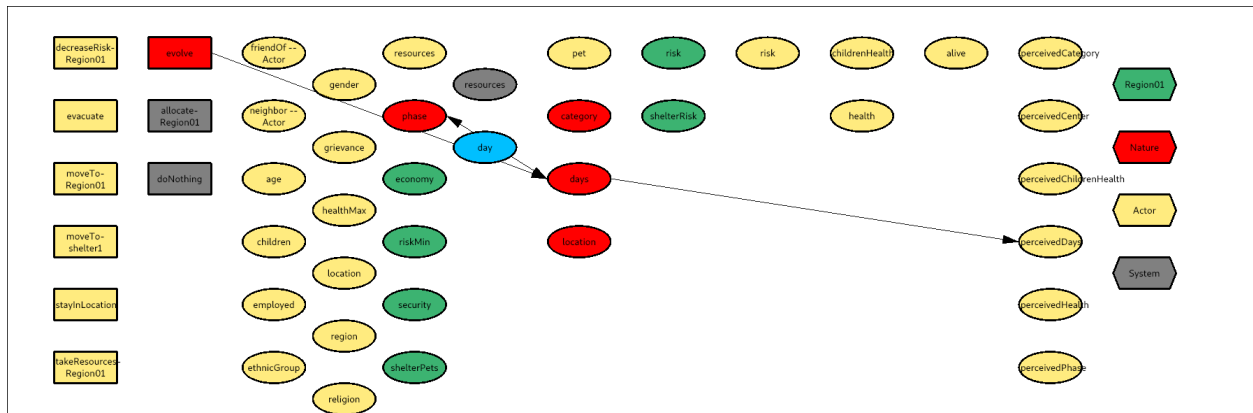 decreaseRisk-
Region01
evolve
friendOf --
Actor
resources
pet
risk
risk
childrenHealth
alive
perceivedCategory
gender
resources
Region01
evacuate
allocate-
Region01
neighbor --
Actor
phase
category
shelterRisk
health
perceivedCenter
grievance
day
Nature
moveTo-
Region01
doNothing
age
economy
days
perceivedChildrenHealth
healthMax
Actor
moveTo-
shelter1
children
riskMin
location
perceivedDays
location
System
stayInLocation
employed
security
perceivedHealth
region
takeResources-
Region01
ethnicGroup
shelterPets
perceivedPhase
religion